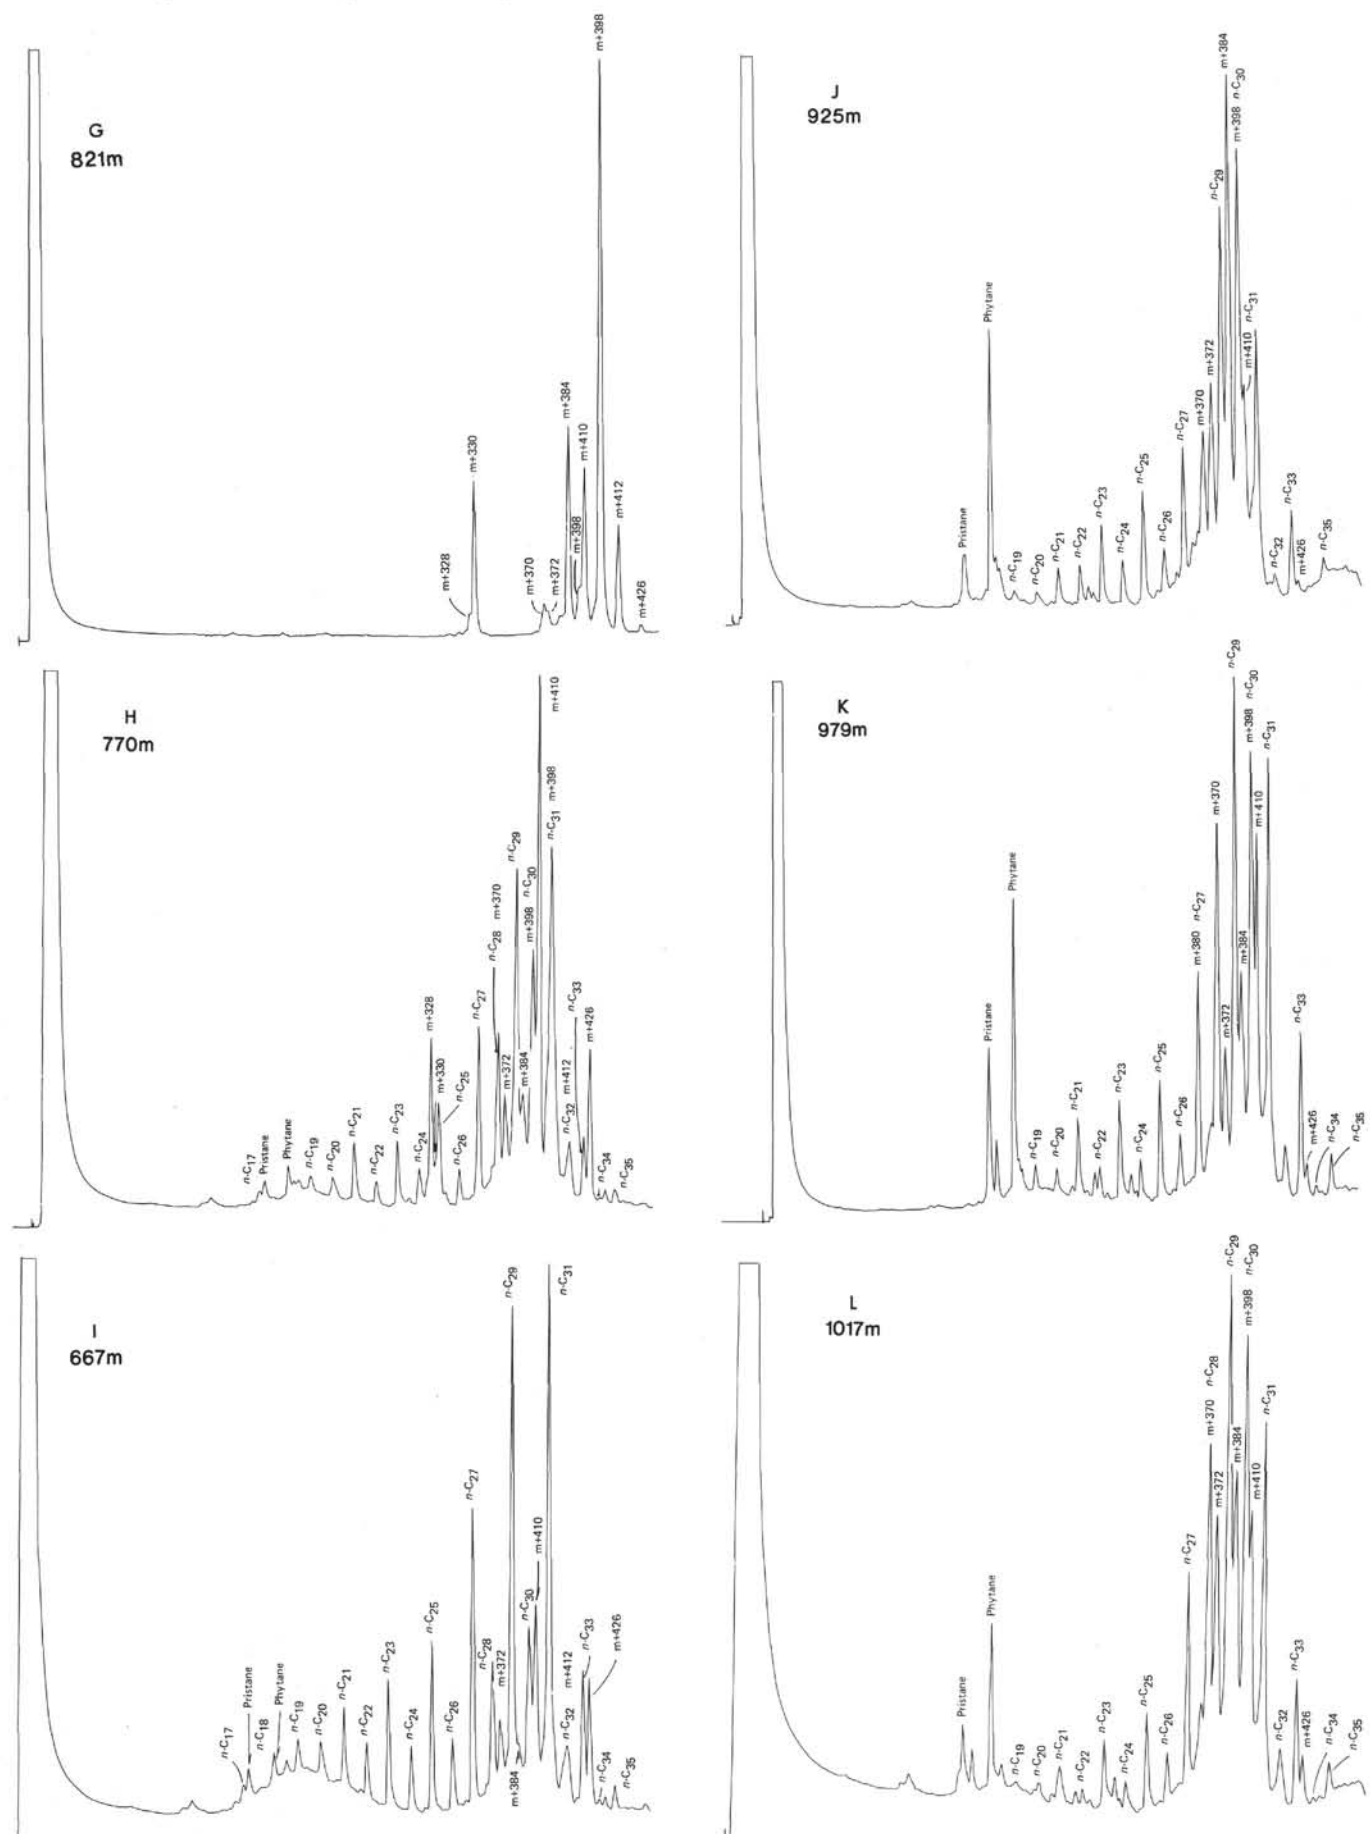 G
821m
m+328
m+330
m+370
m+372
m+384
m+398
m+410
m+398
m+412
m+426
J
925m
Pristane
Phytane
n-C19
n-C20
n-C21
n-C22
n-C23
n-C24
n-C25
n-C26
n-C27
m+370
m+372
n-C29
m+384
m+398 n-C30
m+410
n-C31
n-C32
n-C33
m+426
n-C35
H
770m
n-C17
Pristane
Phytane
n-C19
n-C20
n-C21
n-C22
n-C23
n-C24
m+328
m+330
n-C25
n-C26
n-C27
n-C28 m+370
m+372
n-C29
m+384
m+398 n-C30
m+410
n-C31 m+398
n-C32 m+412
n-C33
m+426
n-C34
n-C35
K
979m
Pristane
Phytane
n-C19
n-C20
n-C21
n-C22
n-C23
n-C24
n-C25
n-C26
m+380 n-C27
m+370
m+372
n-C29
m+384
m+398 n-C30
m+410
n-C31
n-C33
m+426
n-C34
n-C35
I
667m
n-C17
Pristane
n-C18
Phytane
n-C19
n-C20
n-C21
n-C22
n-C23
n-C24
n-C25
n-C26
n-C27
n-C28
m+372
n-C29
m+384
n-C30
m+410
n-C31
n-C32 m+412
n-C33
m+426
n-C34
n-C35
L
1017m
Pristane
Phytane
n-C19
n-C20
n-C21
n-C22
n-C23
n-C24
n-C25
n-C26
n-C27
m+370 n-C28
m+372
n-C29
m+384
m+398 n-C30
m+410
n-C31
n-C32
n-C33
m+426
n-C34
n-C35